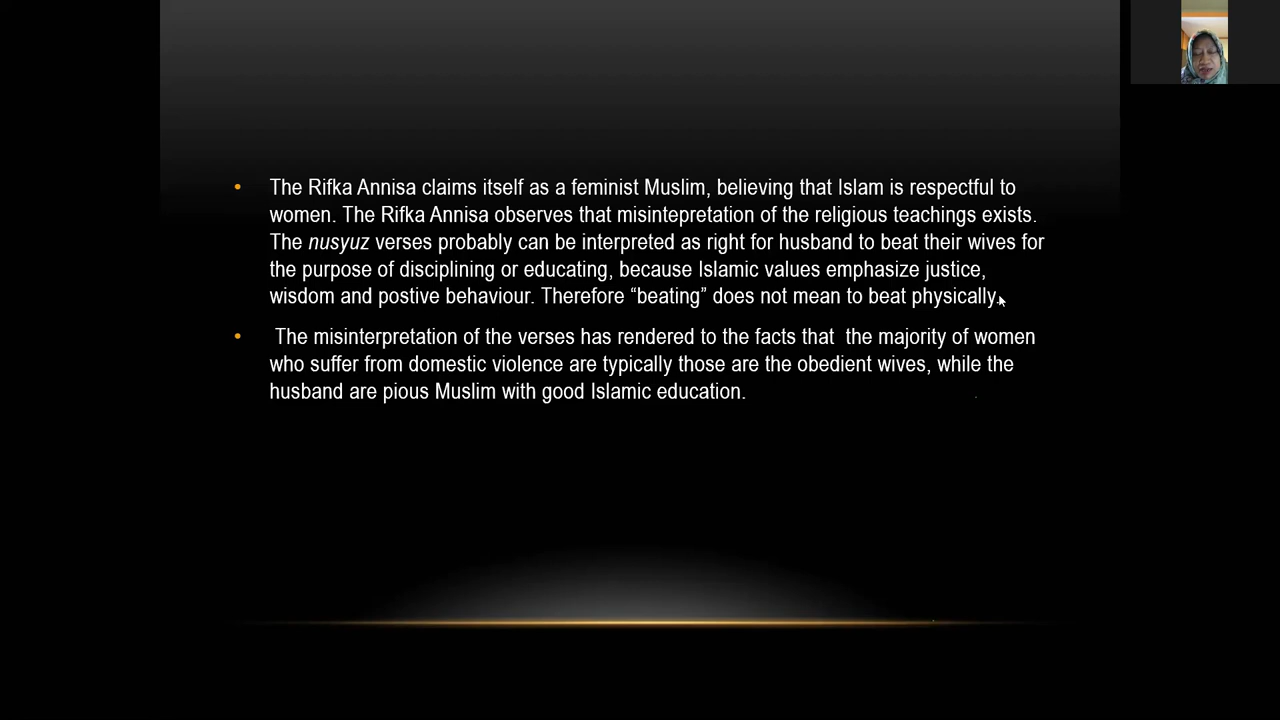 • The Rifka Annisa claims itself as a feminist Muslim, believing that Islam is respectful to
women. The Rifka Annisa observes that misintepretation of the religious teachings exists.
The nusyuz verses probably can be interpreted as right for husband to beat their wives for
the purpose of disciplining or educating, because Islamic values emphasize justice,
wisdom and postive behaviour. Therefore “beating” does not mean to beat physically.
• The misinterpretation of the verses has rendered to the facts that the majority of women
who suffer from domestic violence are typically those are the obedient wives, while the
husband are pious Muslim with good Islamic education.